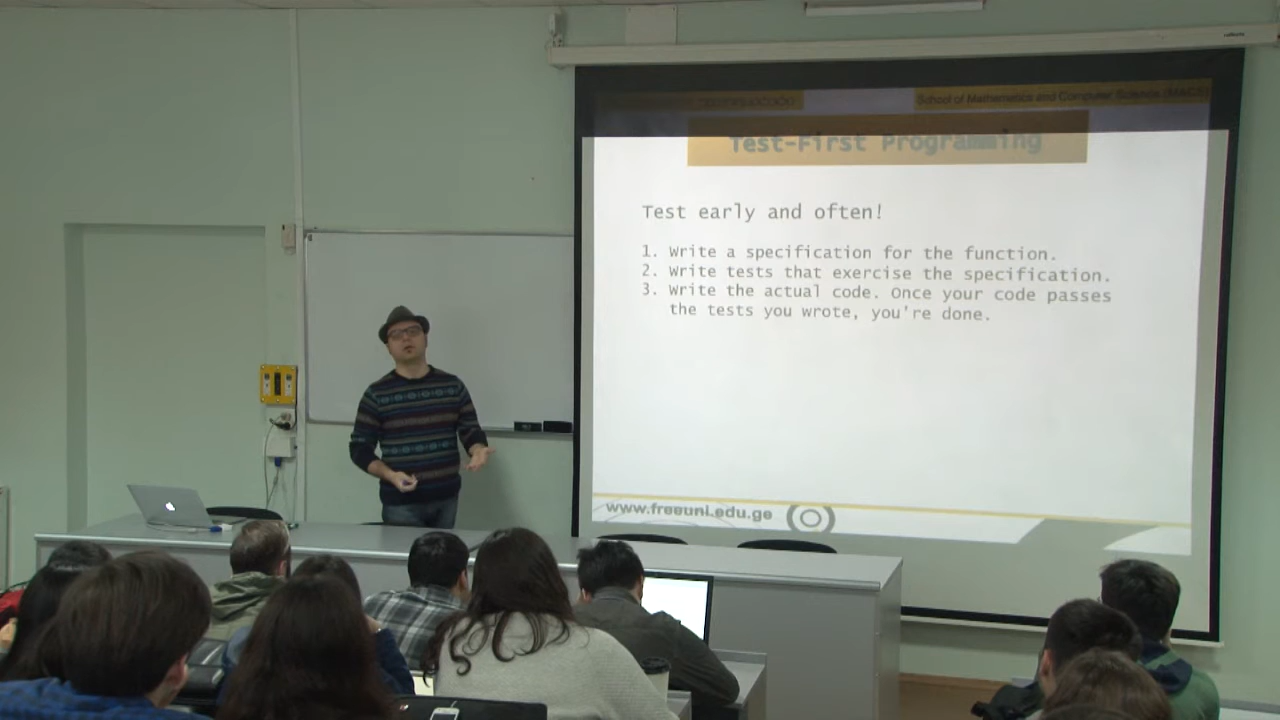 School of Mathematics and Computer Science (MACS)
Test-First Programming
Test early and often!
1. Write a specification for the function.
2. Write tests that exercise the specification.
3. Write the actual code. Once your code passes
the tests you wrote, you're done.
www.freeuni.edu.ge